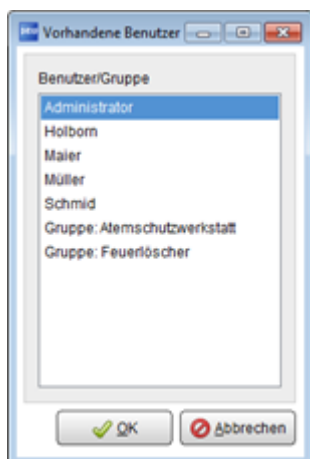 Vorhandene Benutzer
Benutzer/Gruppe
Administrator
Holborn
Maier
Müller
Schmid
Gruppe: Atemschutzwerkstatt
Gruppe: Feuerlöscher
OK
Abbrechen